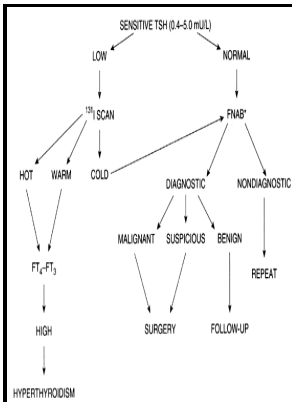 SENSITIVE TSH (0.4–5.0 mU/L)
LOW NORMAL
¹³¹I SCAN FNAB*
HOT WARM COLD DIAGNOSTIC NONDIAGNOSTIC
MALIGNANT SUSPICIOUS BENIGN
FT₄–FT₃ REPEAT
HIGH SURGERY FOLLOW-UP
HYPERTHYROIDISM